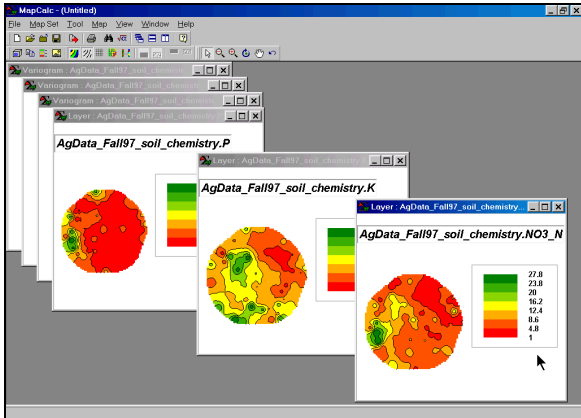 MapCalc - (Untitled)
File Map Set Tool Map View Window Help
Variogram : AgData_Fall97_soil_chemistry
Variogram : AgData_Fall97_soil_chemistry
Variogram : AgData_Fall97_soil_chemistry
Layer : AgData_Fall97_soil_chemistry
AgData_Fall97_soil_chemistry.P
Layer : AgData_Fall97_soil_chemistry
AgData_Fall97_soil_chemistry.K
Layer : AgData_Fall97_soil_chemistry...
AgData_Fall97_soil_chemistry.NO3_N
27.8
23.8
20
16.2
12.4
8.6
4.8
1